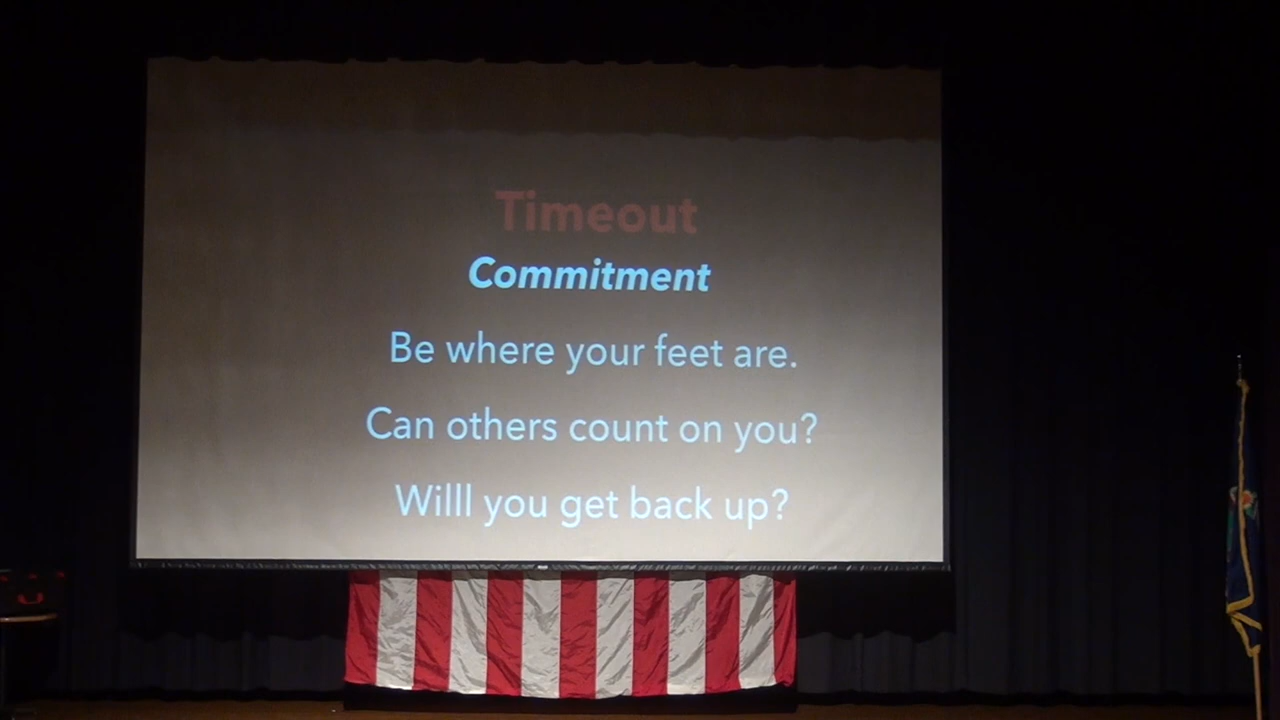 Timeout
Commitment
Be where your feet are.
Can others count on you?
Willl you get back up?